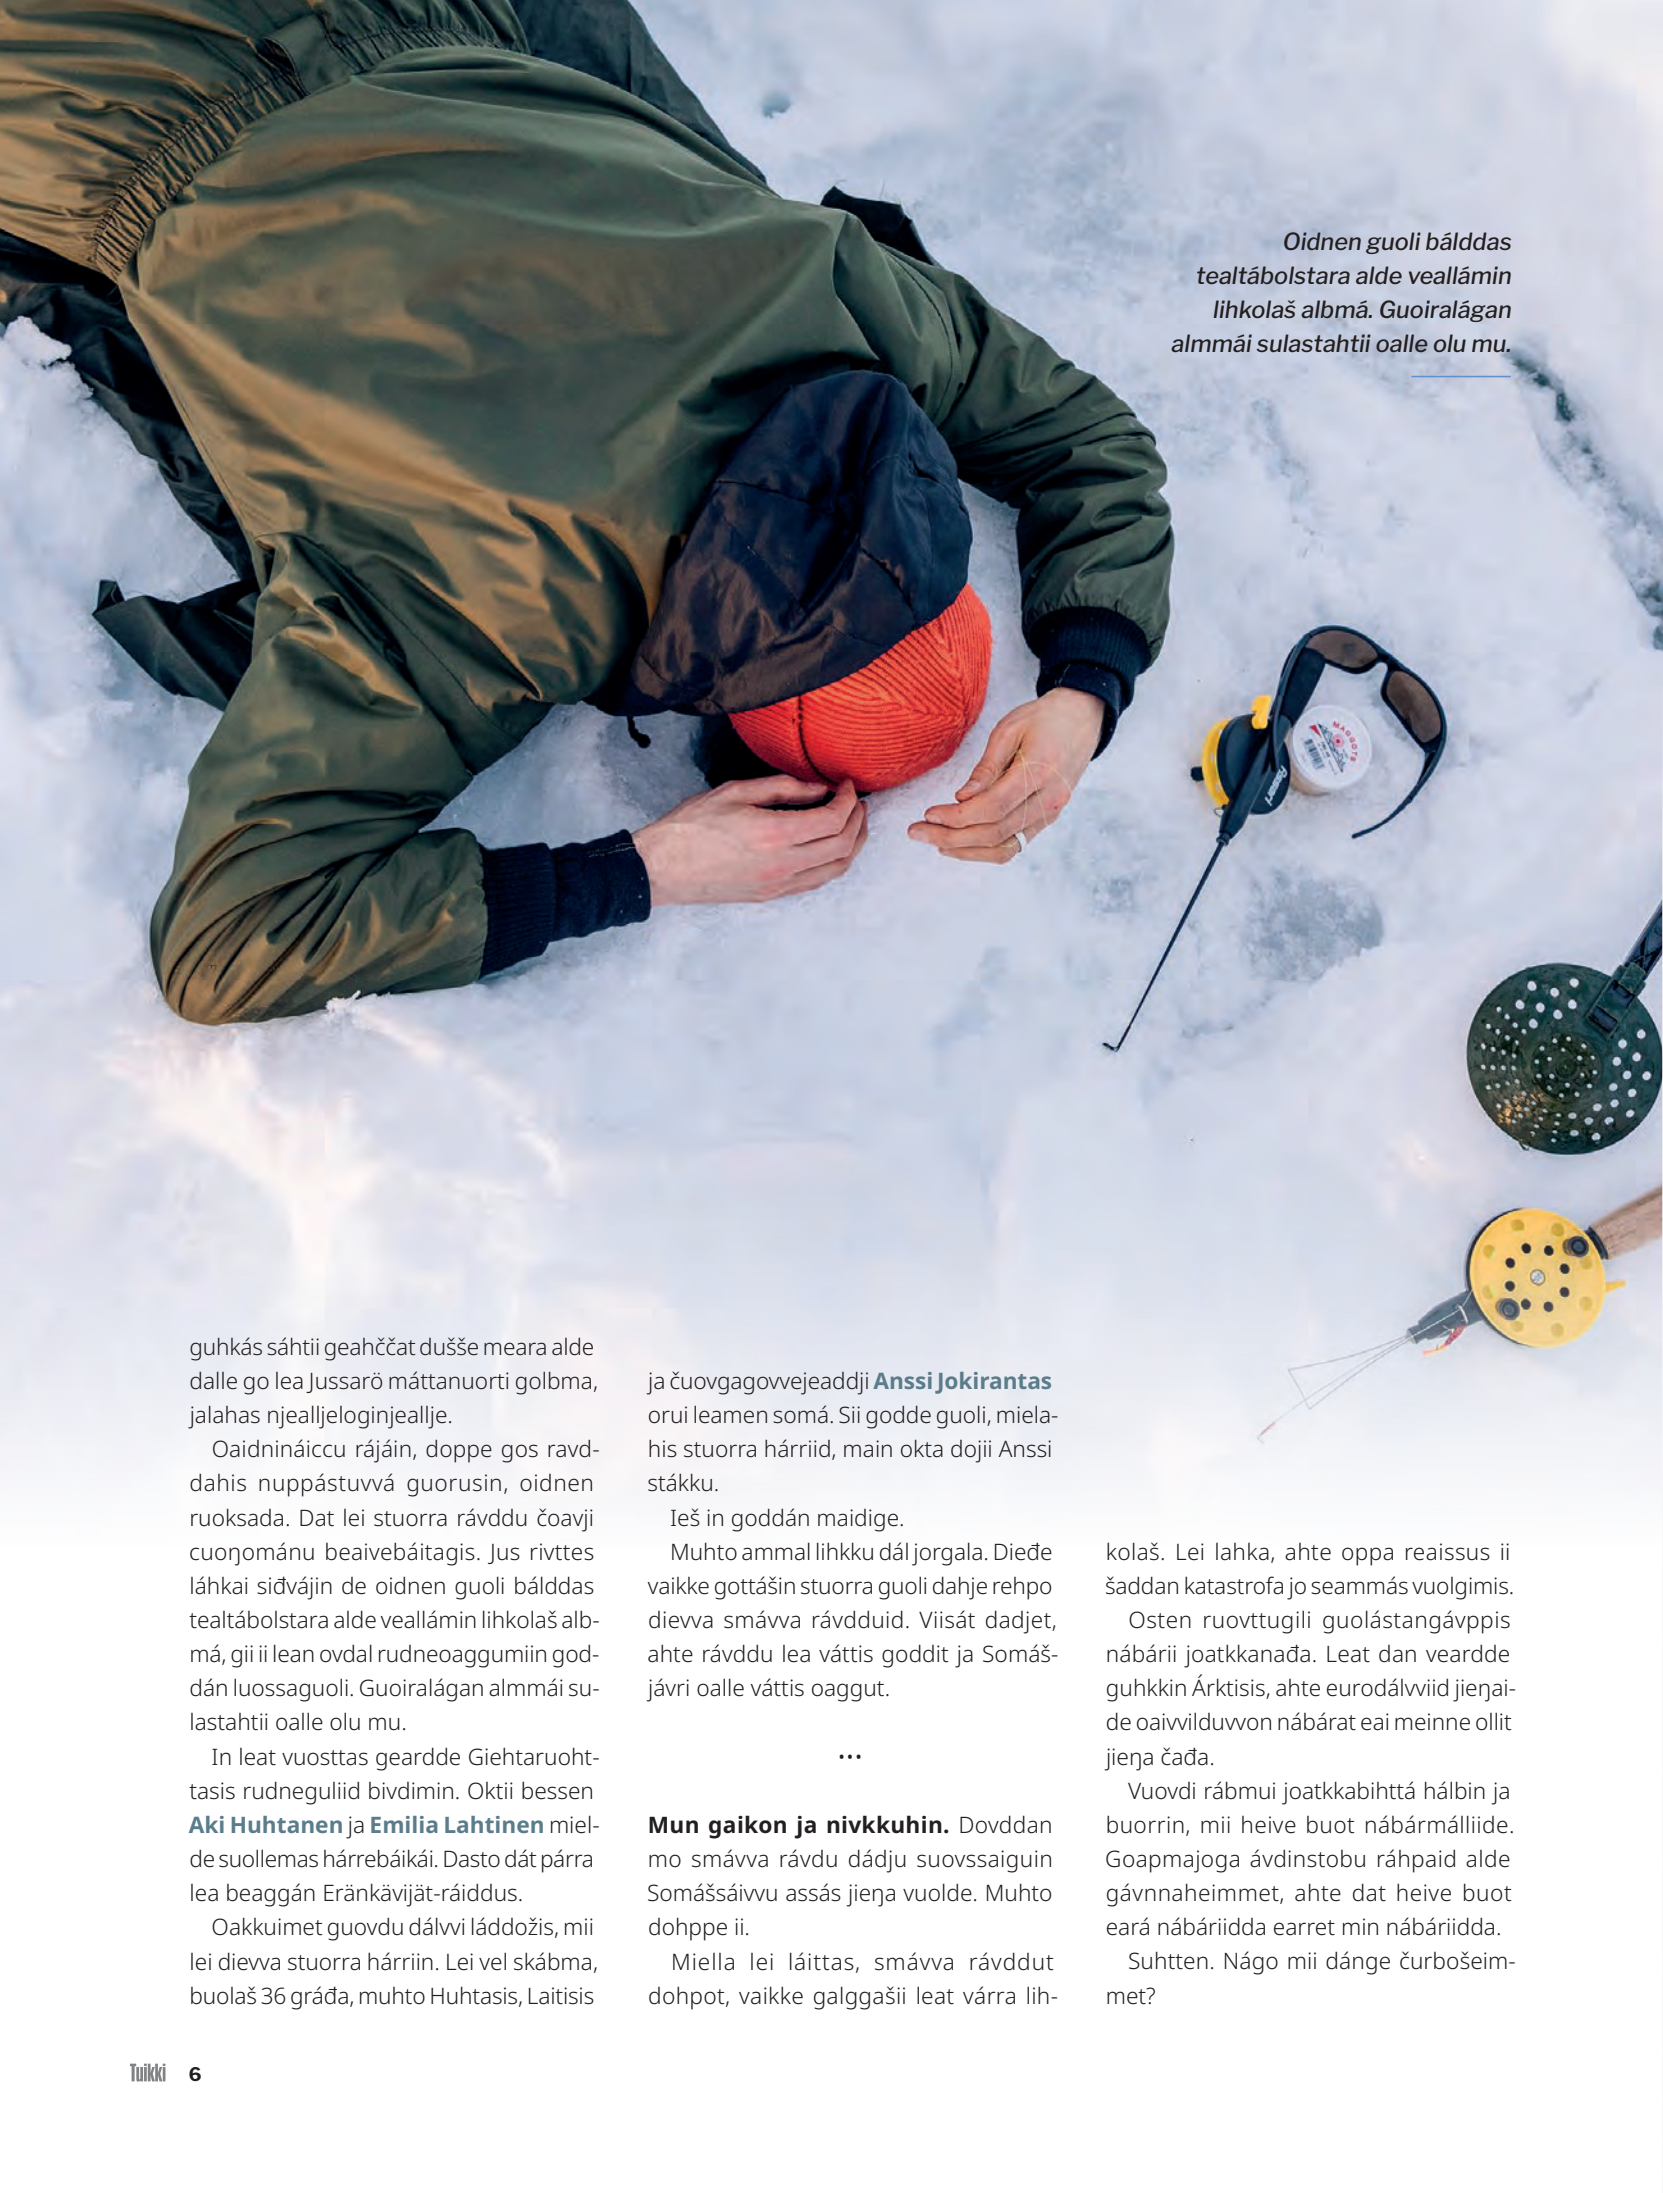 Oidnen guoli bálddas
tealtábolstara alde veallámin
lihkolaš albmá. Guoiralágan
almmái sulastahtii oalle olu mu.
MAGGOTS
guhkás sáhtii geahččat dušše meara alde
dalle go lea Jussarö máttanuorti golbma,
jalahas njealljeloginjeallje.
Oaidnináiccu rájáin, doppe gos ravd-
dahis nuppástuvvá guorusin, oidnen
ruoksada. Dat lei stuorra rávddu čoavji
cuoŋománu beaivebáitagis. Jus rivttes
láhkai siđvájin de oidnen guoli bálddas
tealtábolstara alde veallámin lihkolaš alb-
má, gii ii lean ovdal rudneoaggumiin god-
dán luossaguoli. Guoiralágan almmái su-
lastahtii oalle olu mu.
In leat vuosttas geardde Giehtaruoht-
tasis rudneguliid bivdimin. Oktii bessen
Aki Huhtanen ja Emilia Lahtinen miel-
de suollemas hárrebáikái. Dasto dát párra
lea beaggán Eränkävijät-ráiddus.
Oakkuimet guovdu dálvvi láddožis, mii
lei dievva stuorra hárriin. Lei vel skábma,
buolaš 36 gráđa, muhto Huhtasis, Laitisis
ja čuovgagovvejeaddji Anssi Jokirantas
orui leamen somá. Sii godde guoli, miela-
his stuorra hárriid, main okta dojii Anssi
stákku.
Ieš in goddán maidige.
Muhto ammal lihkku dál jorgala. Dieđe
vaikke gottášin stuorra guoli dahje rehpo
dievva smávva rávdduid. Viisát dadjet,
ahte rávddu lea váttis goddit ja Somáš-
jávri oalle váttis oaggut.
...
Mun gaikon ja nivkkuhin. Dovddan
mo smávva rávdu dádju suovssaiguin
Somášsáivvu assás jieŋa vuolde. Muhto
dohppe ii.
Miella lei láittas, smávva rávddut
dohpot, vaikke galggašii leat várra lih-
kolaš. Lei lahka, ahte oppa reaissus ii
šaddan katastrofa jo seammás vuolgimis.
Osten ruovttugili guolástangávppis
nábárii joatkkanađa. Leat dan veardde
guhkkin Árktisis, ahte eurodálvviid jieŋai-
de oaivvilduvvon nábárat eai meinne ollit
jieŋa čađa.
Vuovdi rábmui joatkkabihttá hálbin ja
buorrin, mii heive buot nábármálliide.
Goapmajoga ávdinstobu ráhpaid alde
gávnnaheimmet, ahte dat heive buot
eará nábáriidda earret min nábáriidda.
Suhtten. Nágo mii dánge čurbošeim-
met?
Tuikki 6